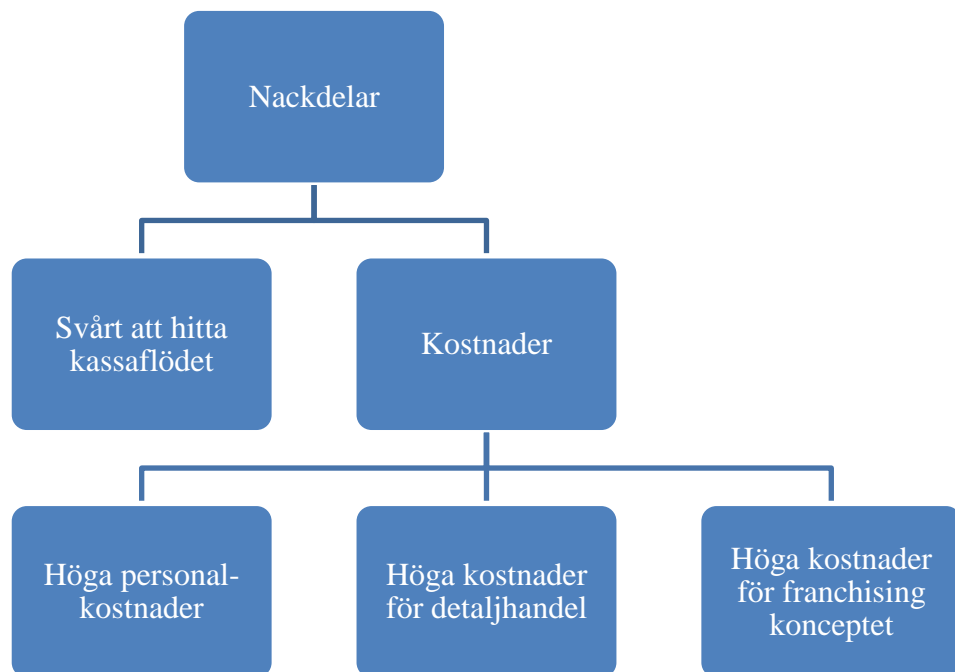 Nackdelar
Svårt att hitta
kassaflödet
Kostnader
Höga personal-
kostnader
Höga kostnader
för detaljhandel
Höga kostnader
för franchising
konceptet